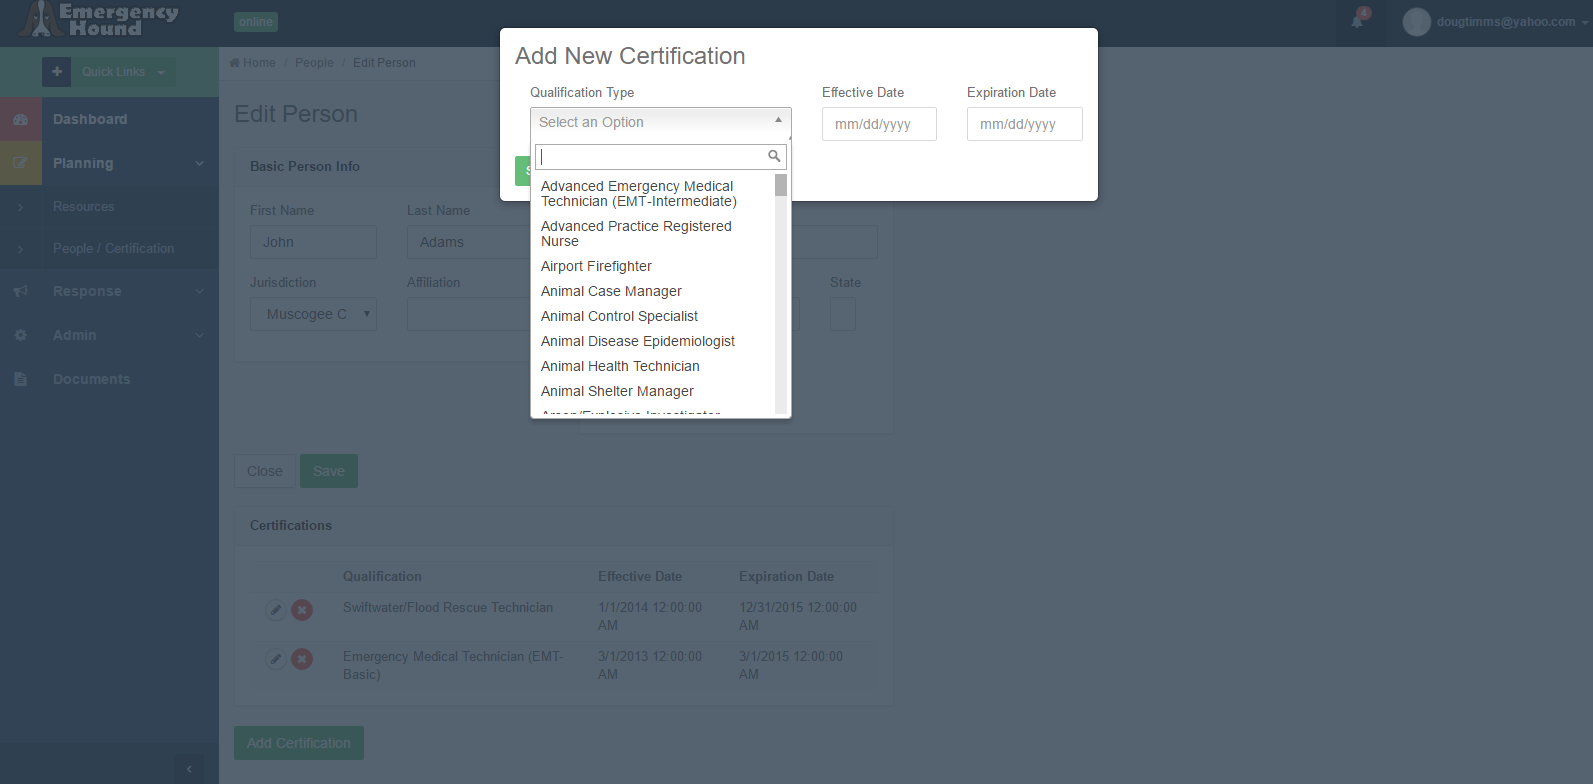 Emergency
Hound
online
4
dougtimms@yahoo.com
Quick Links
Home / People / Edit Person
Dashboard
Planning
Resources
People / Certification
Response
Admin
Documents
Edit Person
Basic Person Info
First Name
Last Name
John
Adams
Jurisdiction
Affiliation
State
Muscogee C
Add New Certification
Qualification Type
Effective Date
Expiration Date
Select an Option
mm/dd/yyyy
mm/dd/yyyy
Advanced Emergency Medical
Technician (EMT-Intermediate)
Advanced Practice Registered
Nurse
Airport Firefighter
Animal Case Manager
Animal Control Specialist
Animal Disease Epidemiologist
Animal Health Technician
Animal Shelter Manager
Arson/Explosive Investigator
Close
Save
Certifications
Qualification
Effective Date
Expiration Date
Swiftwater/Flood Rescue Technician
1/1/2014 12:00:00
AM
12/31/2015 12:00:00
AM
Emergency Medical Technician (EMT-
Basic)
3/1/2013 12:00:00
AM
3/1/2015 12:00:00
AM
Add Certification